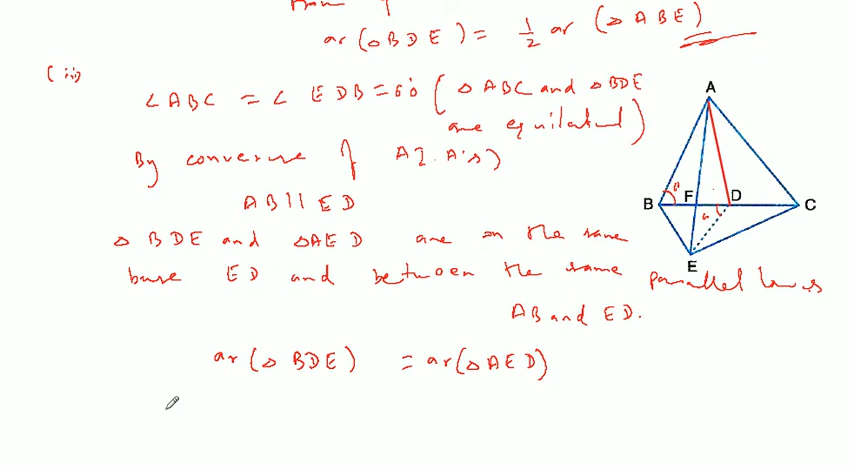 ar (△ BDE) = 1/2 ar (△ ABE)
(iii)
∠ ABC = ∠ EDB = 60° ( △ ABC and △ BDE
are equilateral)
By converse of A.I.A's)
AB || ED
△ BDE and △AED are on the same
base ED and between the same parallel lines
AB and ED.
ar (△ BDE) = ar (△ AED)
A
B
F
D
C
E